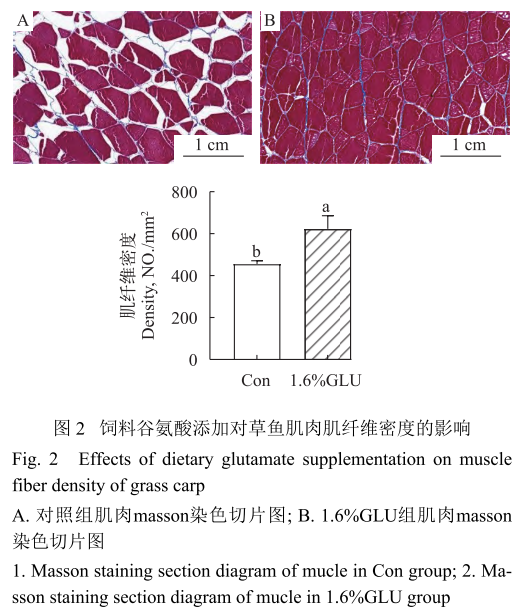 A
B
1 cm
1 cm
800
600
400
200
0
肌纤维密度
Density, NO./mm²
b
a
Con
1.6%GLU
图 2 饲料谷氨酸添加对草鱼肌肉肌纤维密度的影响
Fig. 2 Effects of dietary glutamate supplementation on muscle
fiber density of grass carp
A. 对照组肌肉masson染色切片图; B. 1.6%GLU组肌肉masson
染色切片图
1. Masson staining section diagram of mucle in Con group; 2. Ma-
sson staining section diagram of mucle in 1.6%GLU group